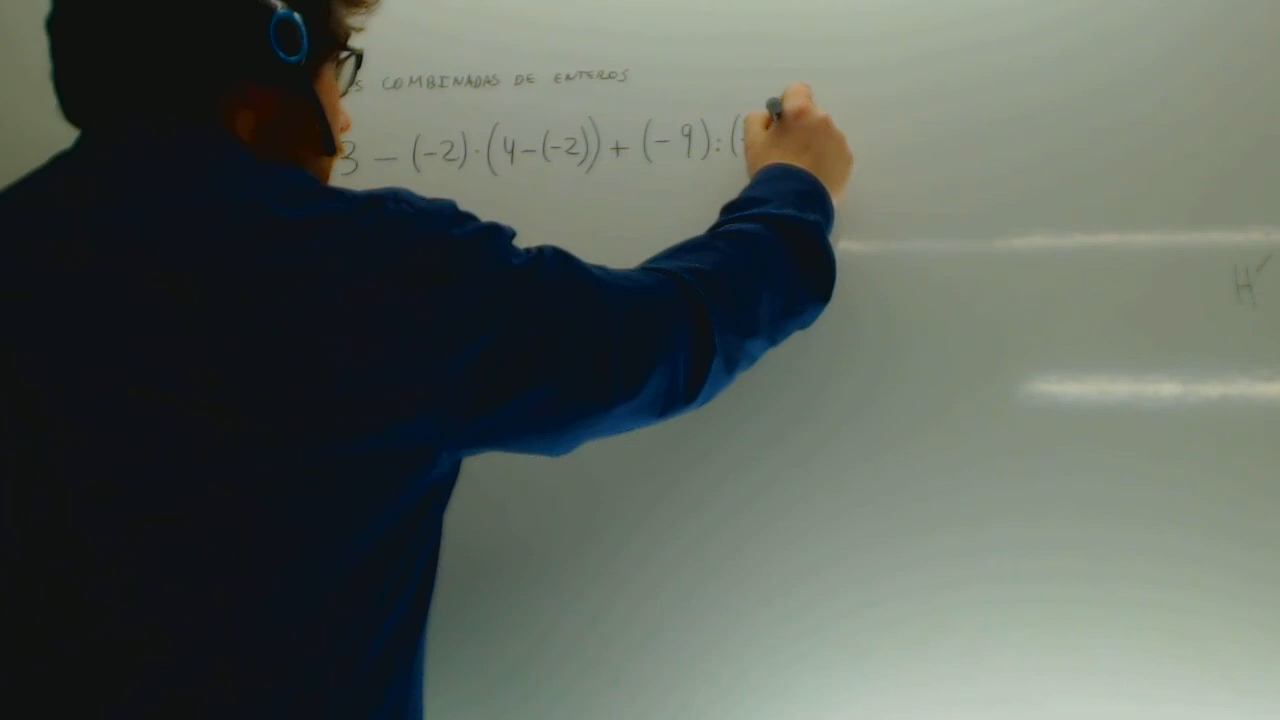 COMBINADAS DE ENTEROS
3 - (-2)·(4-(-2)) + (-9):(-
H